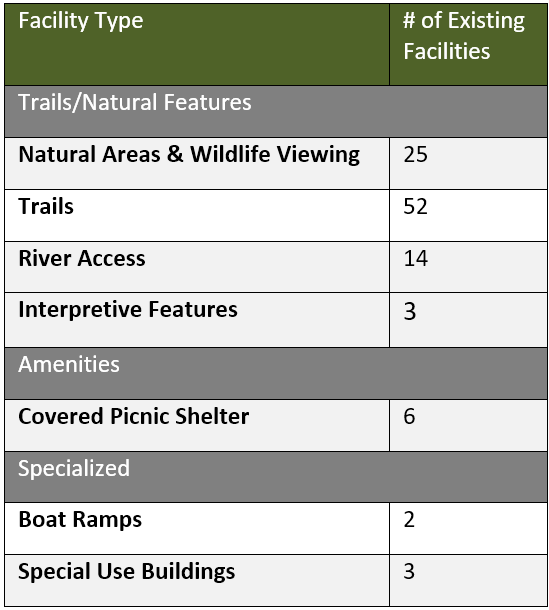 Facility Type # of Existing
Facilities
Trails/Natural Features
Natural Areas & Wildlife Viewing 25
Trails 52
River Access 14
Interpretive Features 3
Amenities
Covered Picnic Shelter 6
Specialized
Boat Ramps 2
Special Use Buildings 3